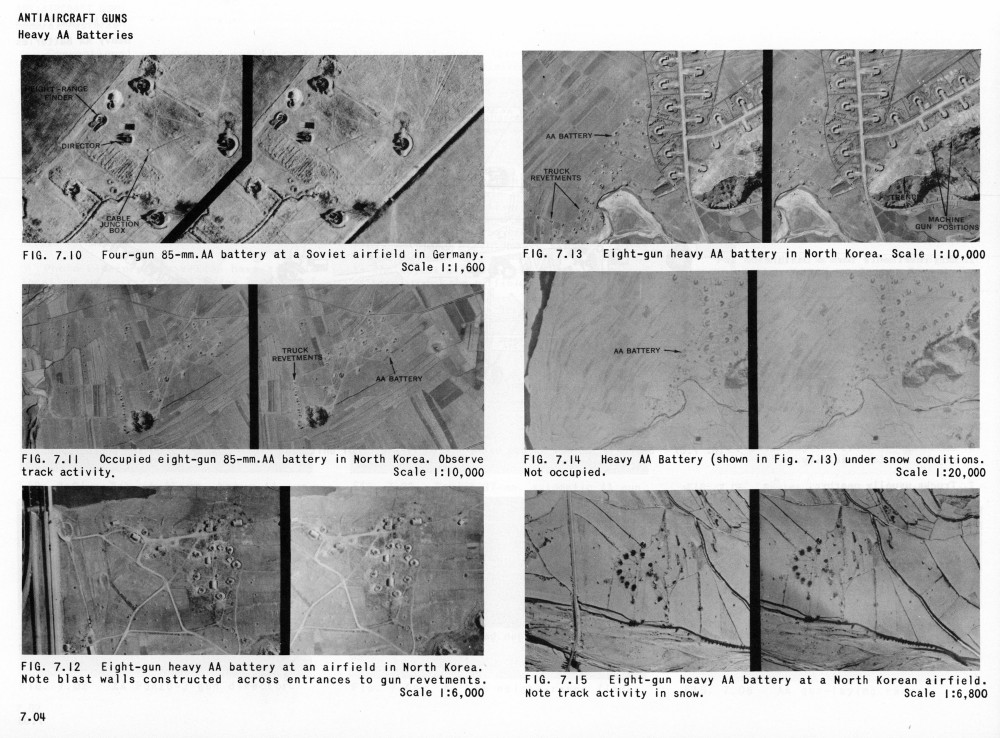 ANTIAIRCRAFT GUNS
Heavy AA Batteries
HEIGHT-RANGE
FINDER
DIRECTOR
CABLE
JUNCTION
BOX
FIG. 7.10 Four-gun 85-mm.AA battery at a Soviet airfield in Germany.
Scale 1:1,600
TRUCK
REVETMENTS
AA BATTERY
FIG. 7.11 Occupied eight-gun 85-mm.AA battery in North Korea. Observe
track activity. Scale 1:10,000
FIG. 7.12 Eight-gun heavy AA battery at an airfield in North Korea.
Note blast walls constructed across entrances to gun revetments.
Scale 1:6,000
7.04
AA BATTERY
TRUCK
REVETMENTS
MACHINE
GUN POSITIONS
FIG. 7.13 Eight-gun heavy AA battery in North Korea. Scale 1:10,000
AA BATTERY
FIG. 7.14 Heavy AA Battery (shown in Fig. 7.13) under snow conditions.
Not occupied. Scale 1:20,000
FIG. 7.15 Eight-gun heavy AA battery at a North Korean airfield.
Note track activity in snow. Scale 1:6,800